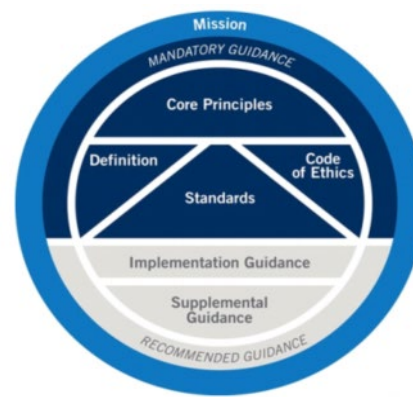 Mission
MANDATORY GUIDANCE
Core Principles
Definition
Code
of Ethics
Standards
Implementation Guidance
Supplemental
Guidance
RECOMMENDED GUIDANCE